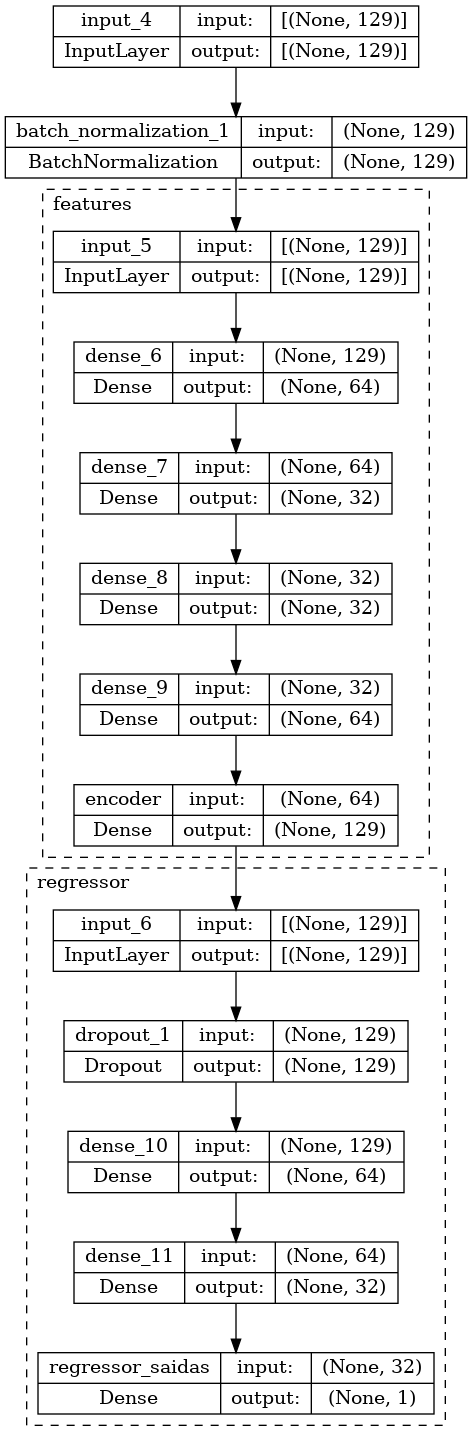 input_4 input: [(None, 129)]
InputLayer output: [(None, 129)]
batch_normalization_1 input: (None, 129)
BatchNormalization output: (None, 129)
features
input_5 input: [(None, 129)]
InputLayer output: [(None, 129)]
dense_6 input: (None, 129)
Dense output: (None, 64)
dense_7 input: (None, 64)
Dense output: (None, 32)
dense_8 input: (None, 32)
Dense output: (None, 32)
dense_9 input: (None, 32)
Dense output: (None, 64)
encoder input: (None, 64)
Dense output: (None, 129)
regressor
input_6 input: [(None, 129)]
InputLayer output: [(None, 129)]
dropout_1 input: (None, 129)
Dropout output: (None, 129)
dense_10 input: (None, 129)
Dense output: (None, 64)
dense_11 input: (None, 64)
Dense output: (None, 32)
regressor_saidas input: (None, 32)
Dense output: (None, 1)